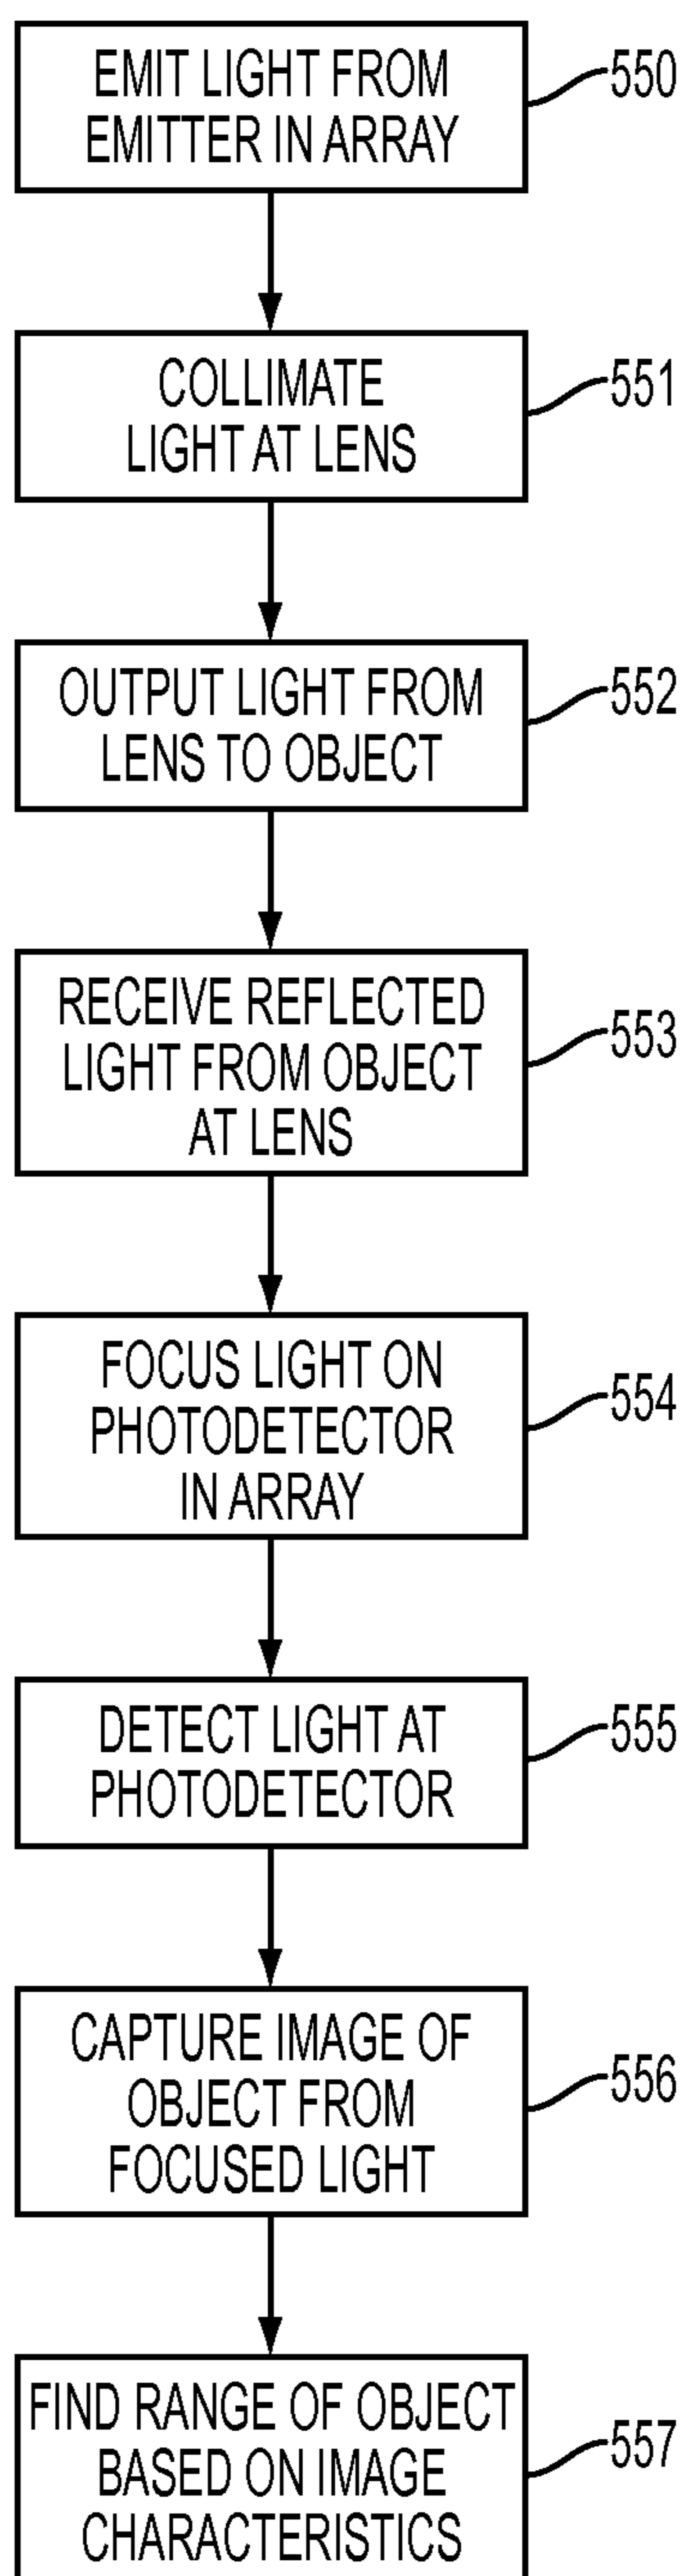 EMIT LIGHT FROM
EMITTER IN ARRAY
550
COLLIMATE
LIGHT AT LENS
551
OUTPUT LIGHT FROM
LENS TO OBJECT
552
RECEIVE REFLECTED
LIGHT FROM OBJECT
AT LENS
553
FOCUS LIGHT ON
PHOTODETECTOR
IN ARRAY
554
DETECT LIGHT AT
PHOTODETECTOR
555
CAPTURE IMAGE OF
OBJECT FROM
FOCUSED LIGHT
556
FIND RANGE OF OBJECT
BASED ON IMAGE
CHARACTERISTICS
557